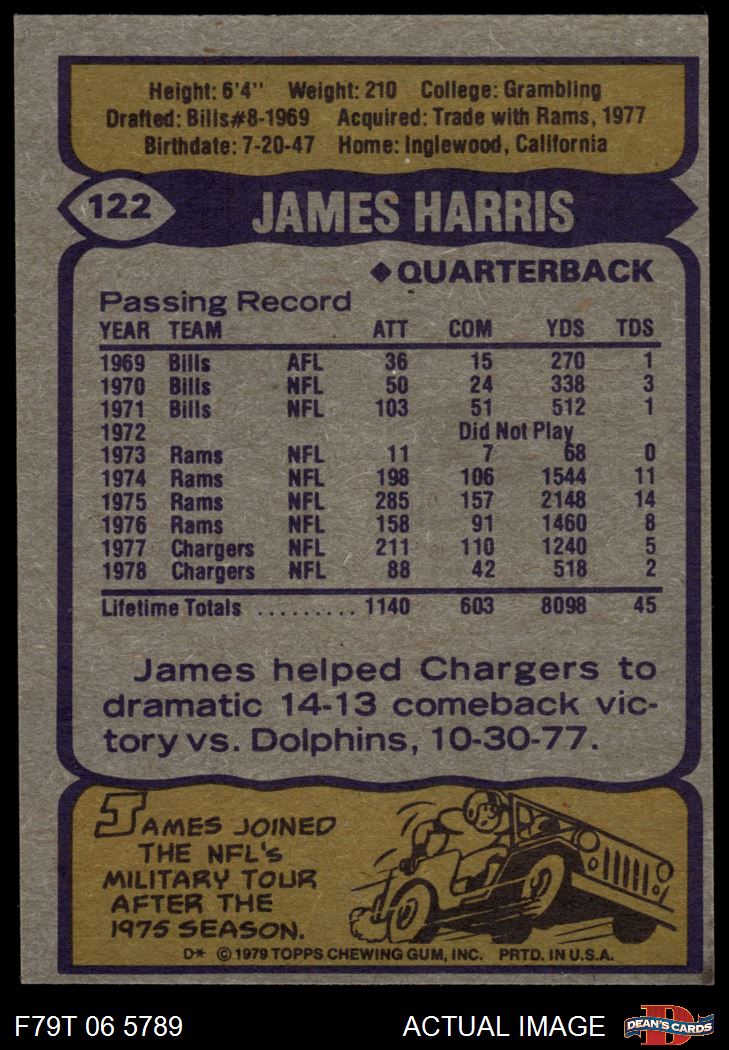 Height: 6'4" Weight: 210 College: Grambling
Drafted: Bills#8-1969 Acquired: Trade with Rams, 1977
Birthdate: 7-20-47 Home: Inglewood, California
122 JAMES HARRIS
◆QUARTERBACK
Passing Record
YEAR TEAM ATT COM YDS TDS
1969 Bills AFL 36 15 270 1
1970 Bills NFL 50 24 338 3
1971 Bills NFL 103 51 512 1
1972 Did Not Play
1973 Rams NFL 11 7 68 0
1974 Rams NFL 198 106 1544 11
1975 Rams NFL 285 157 2148 14
1976 Rams NFL 158 91 1460 8
1977 Chargers NFL 211 110 1240 5
1978 Chargers NFL 88 42 518 2
Lifetime Totals .......... 1140 603 8098 45
James helped Chargers to
dramatic 14-13 comeback vic-
tory vs. Dolphins, 10-30-77.
JAMES JOINED
THE NFL'S
MILITARY TOUR
AFTER THE
1975 SEASON.
D* © 1979 TOPPS CHEWING GUM, INC. PRTD. IN U.S.A.
F79T 06 5789 ACTUAL IMAGE D DEAN'S CARDS